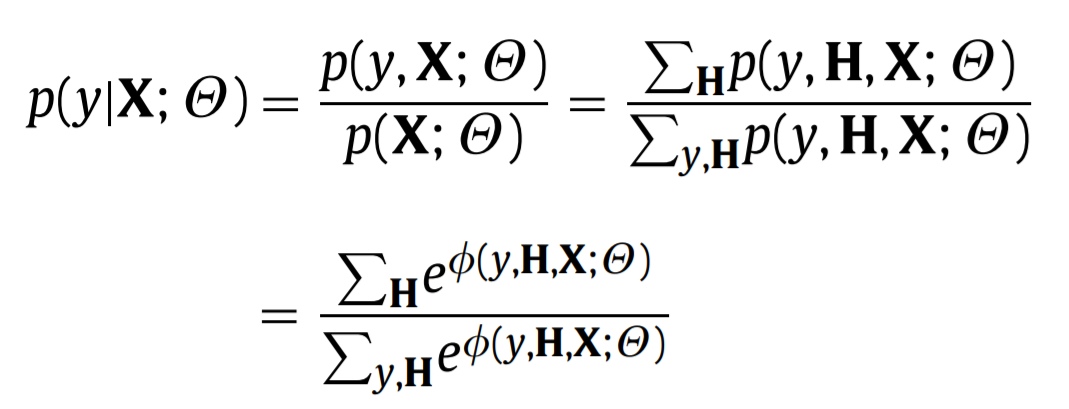 p(y|𝐗; Θ) = p(y, 𝐗; Θ) / p(𝐗; Θ) = ∑_𝐇 p(y, 𝐇, 𝐗; Θ) / ∑_{y,𝐇} p(y, 𝐇, 𝐗; Θ)
= ∑_𝐇 e^{ϕ(y,𝐇,𝐗;Θ)} / ∑_{y,𝐇} e^{ϕ(y,𝐇,𝐗;Θ)}